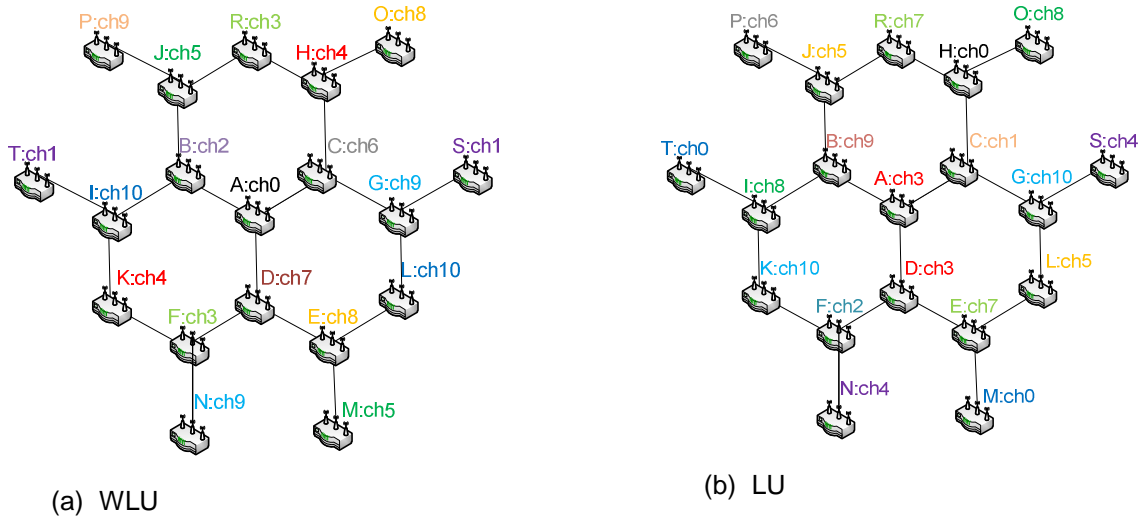 P:ch9
R:ch3
O:ch8
J:ch5
H:ch4
B:ch2
C:ch6
S:ch1
T:ch1
I:ch10
A:ch0
G:ch9
K:ch4
D:ch7
L:ch10
F:ch3
E:ch8
N:ch9
M:ch5
(a) WLU
P:ch6
R:ch7
O:ch8
J:ch5
H:ch0
B:ch9
C:ch1
S:ch4
T:ch0
I:ch8
A:ch3
G:ch10
K:ch10
D:ch3
L:ch5
F:ch2
E:ch7
N:ch4
M:ch0
(b) LU